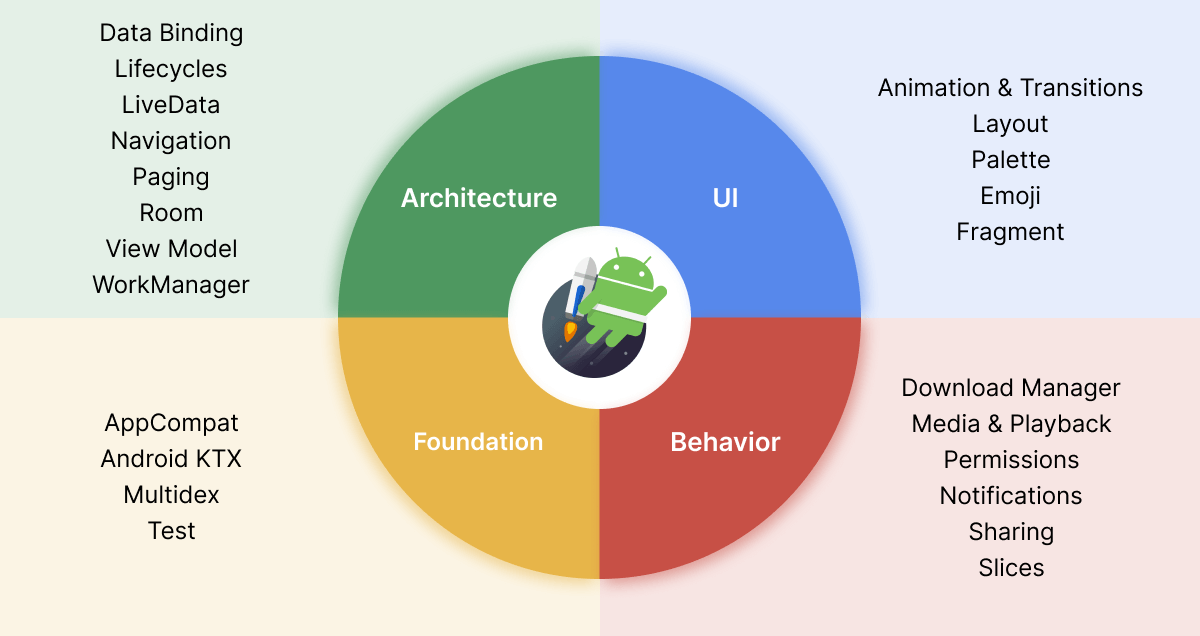 Data Binding
Lifecycles
LiveData
Navigation
Paging
Room
View Model
WorkManager
Architecture
UI
Animation & Transitions
Layout
Palette
Emoji
Fragment
AppCompat
Android KTX
Multidex
Test
Foundation
Behavior
Download Manager
Media & Playback
Permissions
Notifications
Sharing
Slices